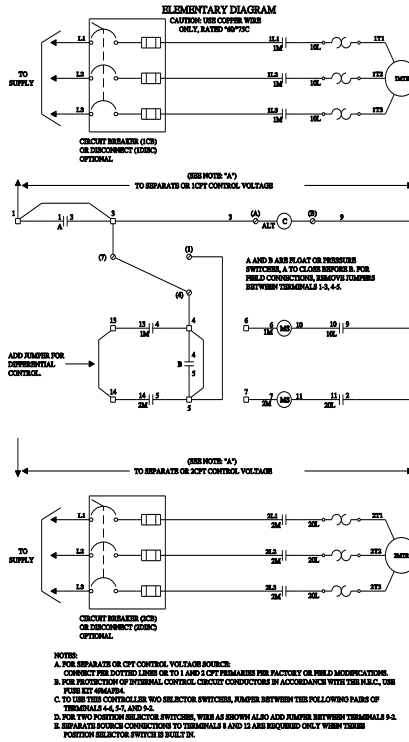 ELEMENTARY DIAGRAM
CAUTION: USE COPPER WIRE
ONLY, RATED "60/"75C
L1
1L1
1M
10L
1T1
TO
SUPPLY
L2
1L2
1M
10L
1T2
1MTR
L3
1L3
1M
10L
1T3
CIRCUIT BREAKER (1CB)
OR DISCONNECT (1DISC)
OPTIONAL
(SEE NOTE: "A")
TO SEPARATE OR 1CPT CONTROL VOLTAGE
1
1 3
A
3
3
(A)
ALT
C
(B)
9
(7)
(1)
A AND B ARE FLOAT OR PRESSURE
SWITCHES, A TO CLOSE BEFORE B. FOR
FIELD CONNECTIONS, REMOVE JUMPERS
BETWEEN TERMINALS 1-3, 4-5.
(4)
13
13 4
1M
4
6
6
1M
MS
10
10 9
10L
ADD JUMPER FOR
DIFFERENTIAL
CONTROL.
4
B
5
14
14 5
2M
5
7
7
2M
MS
11
11 2
20L
(SEE NOTE: "A")
TO SEPARATE OR 2CPT CONTROL VOLTAGE
L1
2L1
2M
20L
2T1
TO
SUPPLY
L2
2L2
2M
20L
2T2
2MTR
L3
2L3
2M
20L
2T3
CIRCUIT BREAKER (2CB)
OR DISCONNECT (2DISC)
OPTIONAL
NOTES:
A. FOR SEPARATE OR CPT CONTROL VOLTAGE SOURCE:
CONNECT PER DOTTED LINES OR TO 1 AND 2 CPT PRIMARIES PER FACTORY OR FIELD MODIFICATIONS.
B. FOR PROTECTION OF INTERNAL CONTROL CIRCUIT CONDUCTORS IN ACCORDANCE WITH THE N.E.C., USE
FUSE KIT 49MAFB4.
C. TO USE THIS CONTROLLER W/O SELECTOR SWITCHES, JUMPER BETWEEN THE FOLLOWING PAIRS OF
TERMINALS 4-6, 5-7, AND 9-2.
D. FOR TWO POSITION SELECTOR SWITCHES, WIRE AS SHOWN ALSO ADD JUMPER BETWEEN TERMINALS 9-2.
E. SEPARATE SOURCE CONNECTIONS TO TERMINALS 8 AND 12 ARE REQUIRED ONLY WHEN THREE
POSITION SELECTOR SWITCH IS BUILT IN.